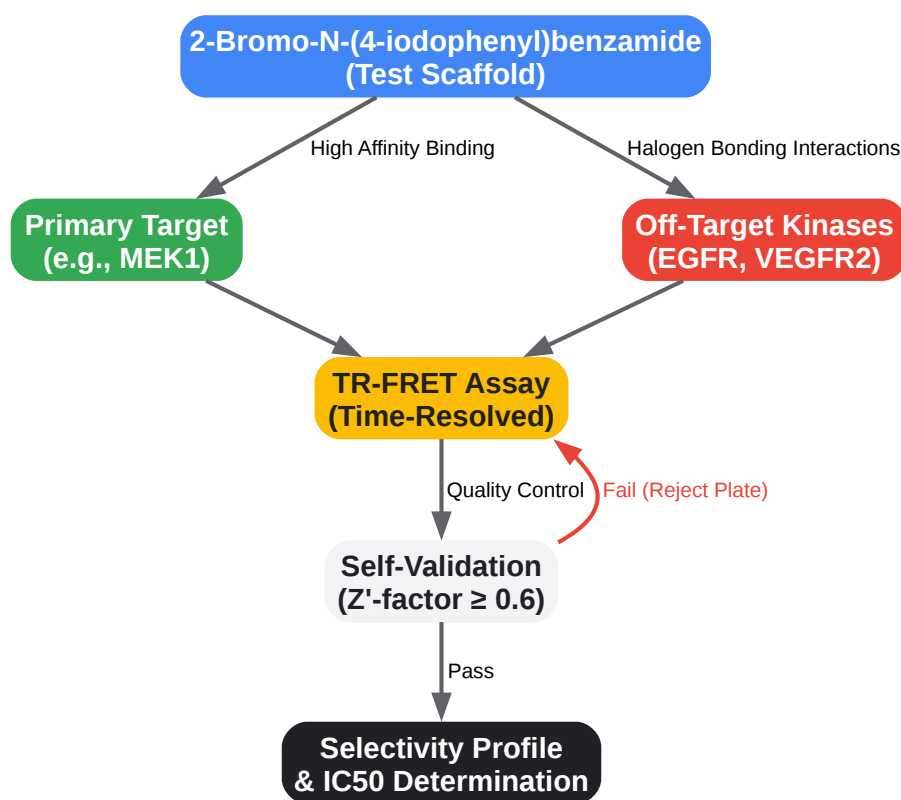 2-Bromo-N-(4-iodophenyl)benzamide
(Test Scaffold)
High Affinity Binding
Halogen Bonding Interactions
Primary Target
(e.g., MEK1)
Off-Target Kinases
(EGFR, VEGFR2)
TR-FRET Assay
(Time-Resolved)
Quality Control
Fail (Reject Plate)
Self-Validation
(Z'-factor ≥ 0.6)
Pass
Selectivity Profile
& IC50 Determination